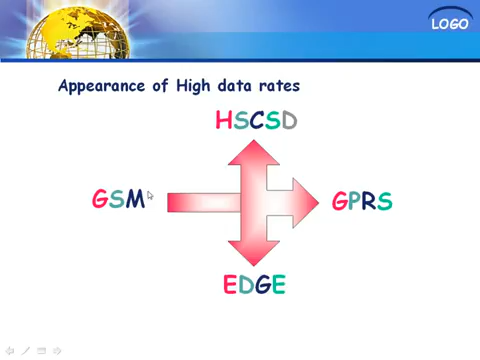 LOGO
Appearance of High data rates
HSCSD
GSM
GPRS
EDGE